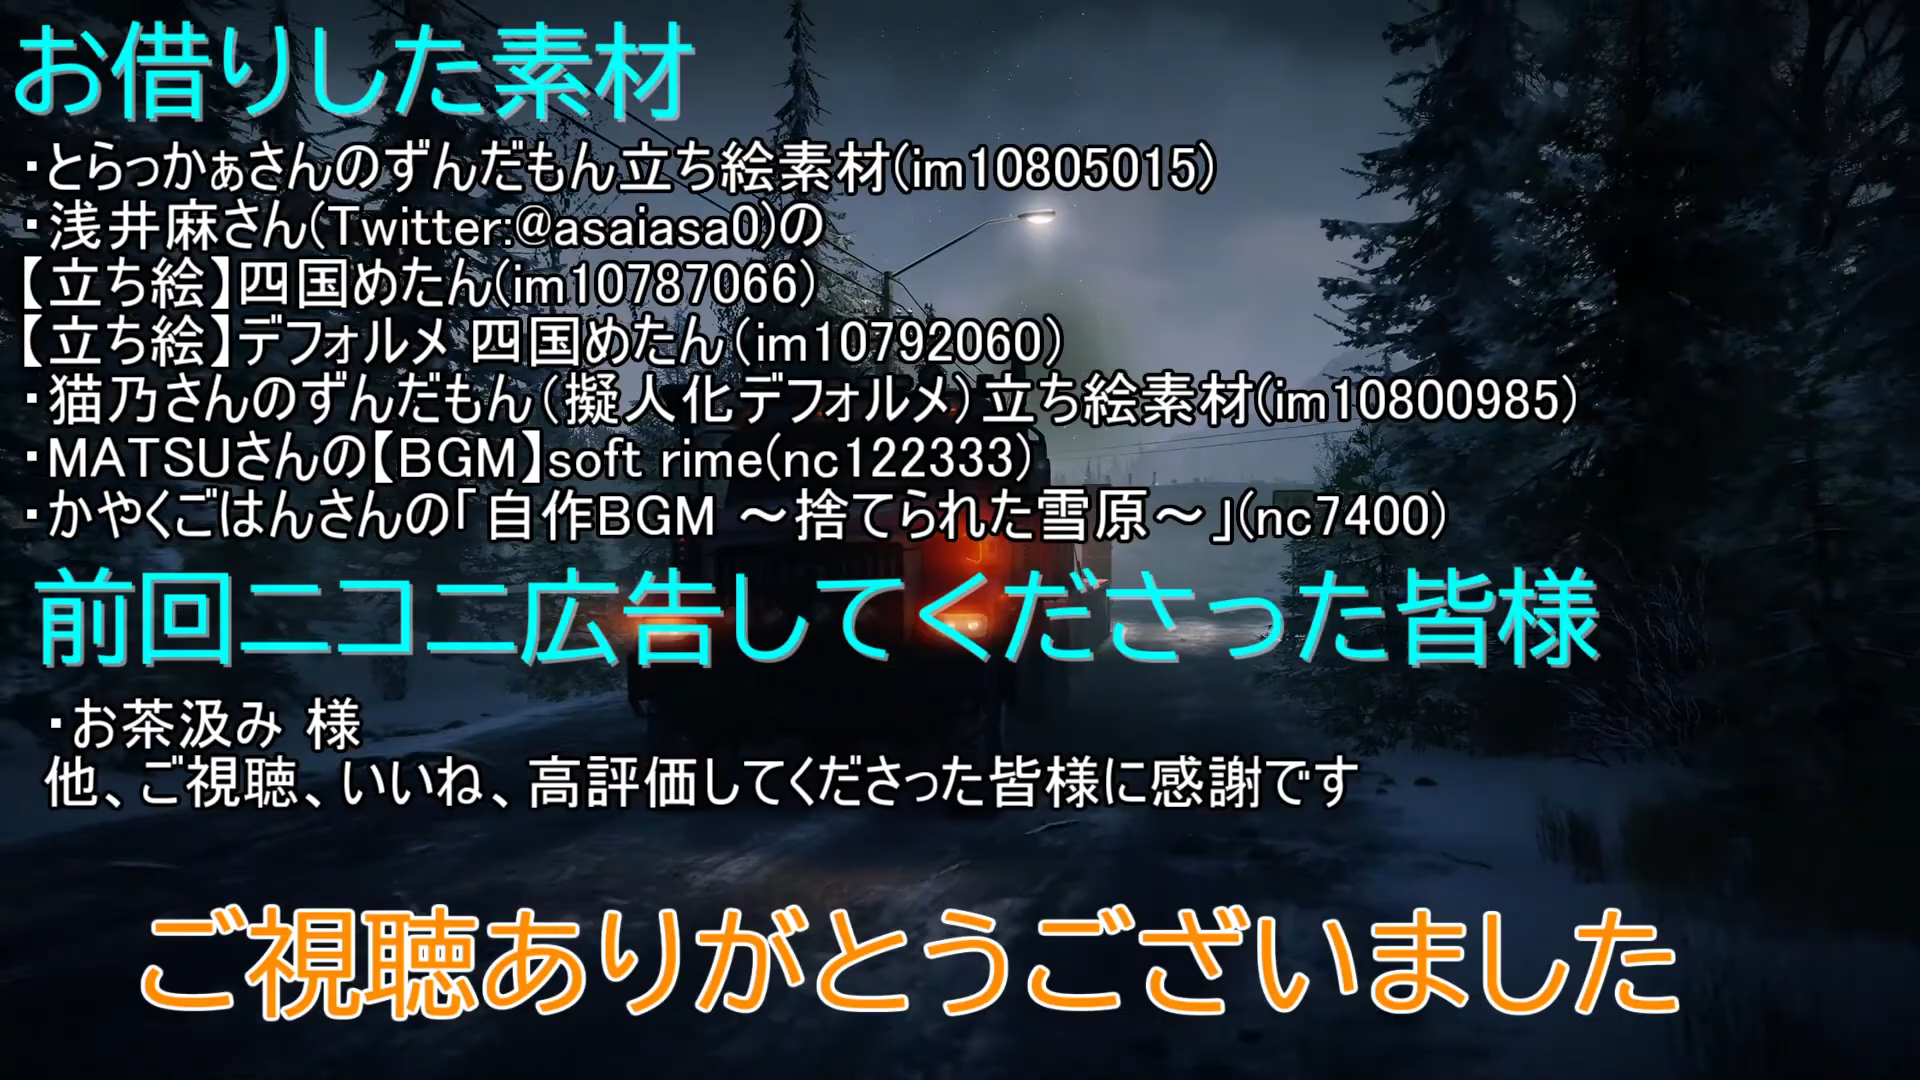 お借りした素材
・とらっかぁさんのずんだもん立ち絵素材(im10805015)
・浅井麻さん(Twitter:@asaiasa0)の
【立ち絵】四国めたん(im10787066)
【立ち絵】デフォルメ 四国めたん（im10792060）
・猫乃さんのずんだもん（擬人化デフォルメ）立ち絵素材(im10800985)
・MATSUさんの【BGM】soft rime(nc122333)
・かやくごはんさんの「自作BGM ～捨てられた雪原～」(nc7400)
前回ニコニ広告してくださった皆様
・お茶汲み 様
他、ご視聴、いいね、高評価してくださった皆様に感謝です
ご視聴ありがとうございました